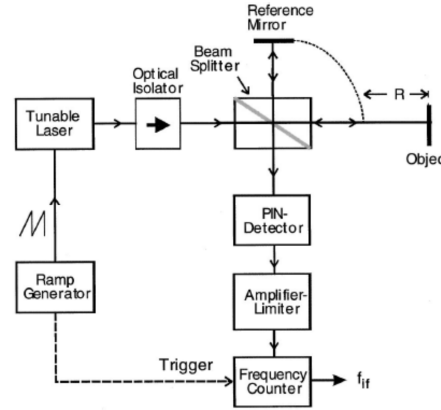 Reference
Mirror
Beam
Splitter
Optical
Isolator
R
Tunable
Laser
Objec
PIN-
Detector
Ramp
Generator
Amplifier-
Limiter
Trigger
Frequency
Counter
fif